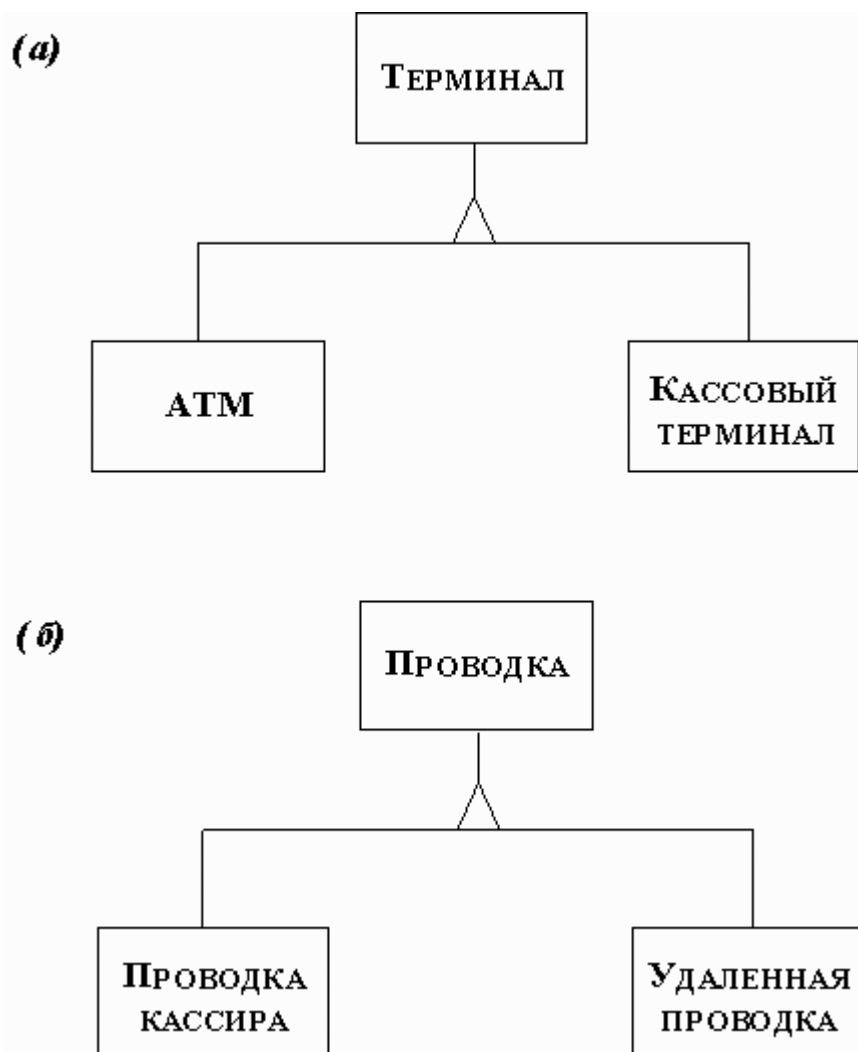 (а)
ТЕРМИНАЛ
АТМ
КАССОВЫЙ
ТЕРМИНАЛ
(б)
ПРОВОДКА
ПРОВОДКА
КАССИРА
УДАЛЕННАЯ
ПРОВОДКА